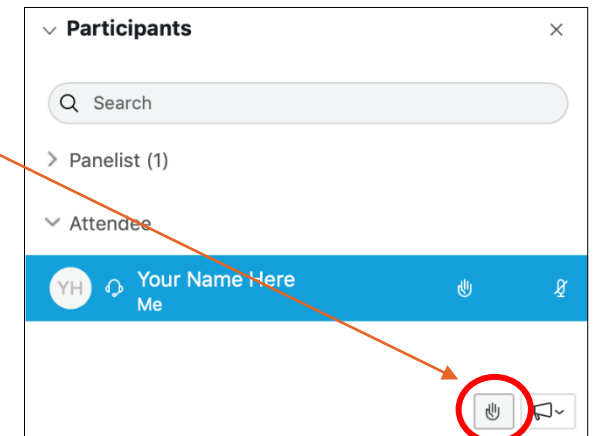 Participants
Search
Panelist (1)
Attendee
YH
Your Name Here
Me